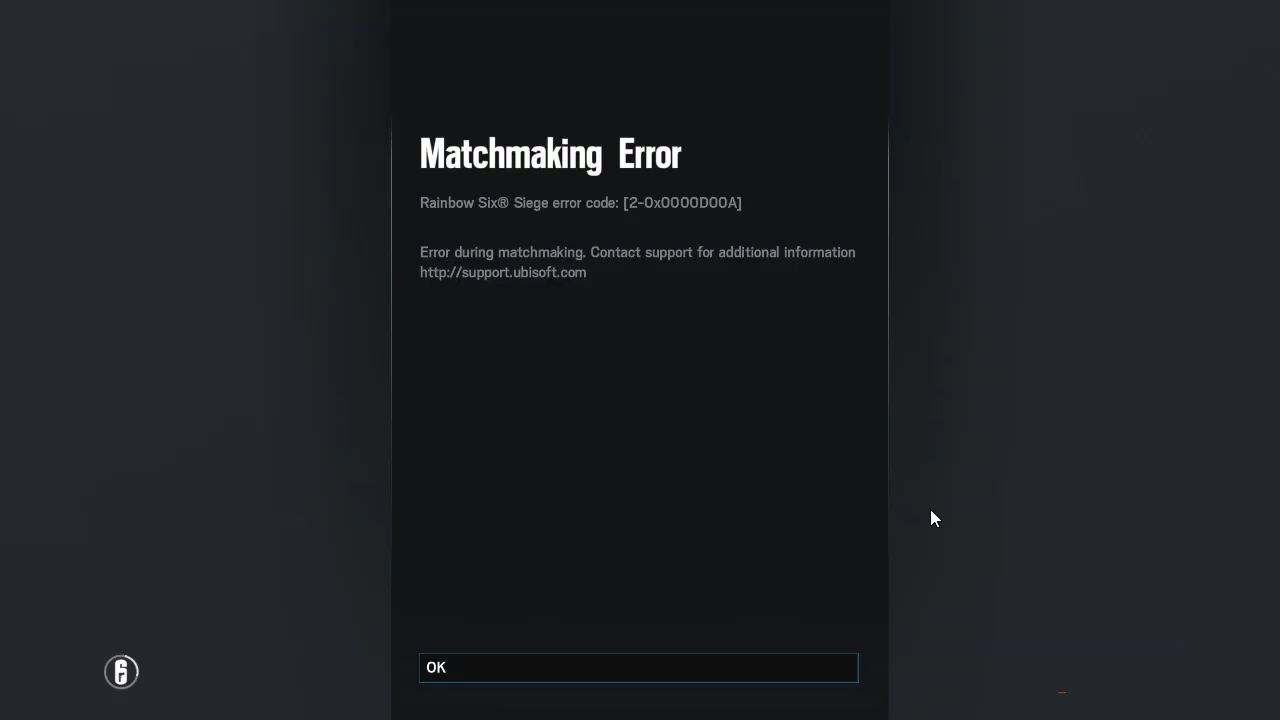 Matchmaking Error
Rainbow Six® Siege error code: [2-0x0000D00A]
Error during matchmaking. Contact support for additional information
http://support.ubisoft.com
OK
6